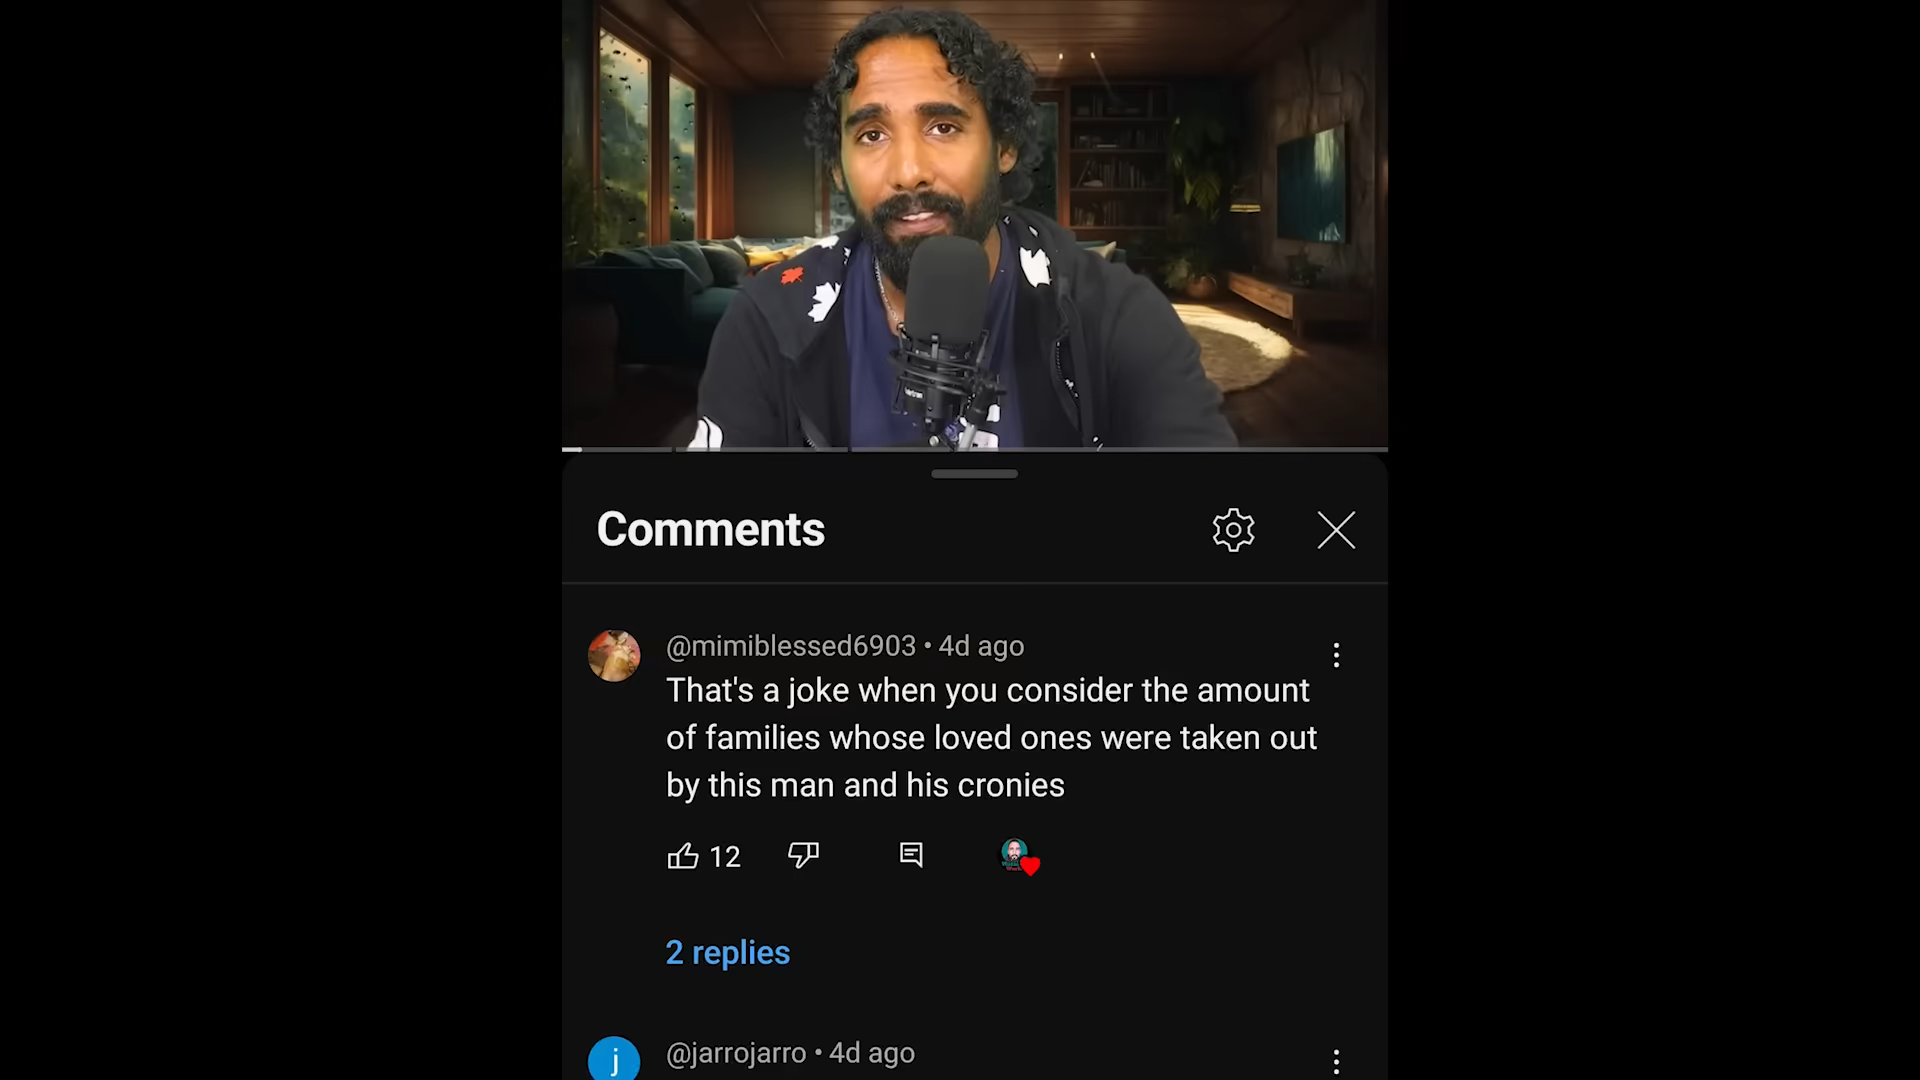 Comments
@mimiblessed6903 • 4d ago
That's a joke when you consider the amount
of families whose loved ones were taken out
by this man and his cronies
12
2 replies
j
@jarrojarro • 4d ago